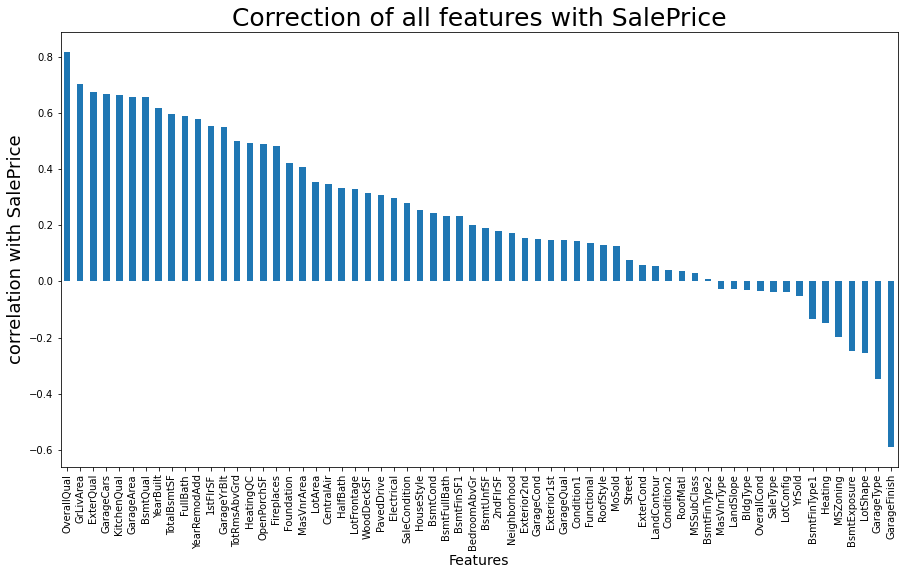 Correction of all features with SalePrice
correlation with SalePrice
0.8
0.6
0.4
0.2
0.0
−0.2
−0.4
−0.6
OverallQual
GrLivArea
ExterQual
GarageCars
KitchenQual
GarageArea
BsmtQual
YearBuilt
TotalBsmtSF
FullBath
YearRemodAdd
1stFlrSF
GarageYrBlt
TotRmsAbvGrd
HeatingQC
OpenPorchSF
Fireplaces
Foundation
MasVnrArea
LotArea
CentralAir
HalfBath
LotFrontage
WoodDeckSF
PavedDrive
Electrical
SaleCondition
HouseStyle
BsmtCond
BsmtFullBath
BsmtFinSF1
BedroomAbvGr
BsmtUnfSF
2ndFlrSF
Neighborhood
Exterior2nd
GarageCond
Exterior1st
GarageQual
Condition1
Functional
RoofStyle
MoSold
Street
ExterCond
LandContour
Condition2
RoofMatl
MSSubClass
BsmtFinType2
MasVnrType
LandSlope
BldgType
OverallCond
SaleType
LotConfig
YrSold
BsmtFinType1
Heating
MSZoning
BsmtExposure
LotShape
GarageType
GarageFinish
Features